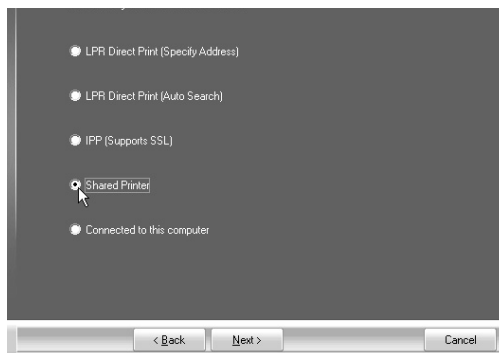 LPR Direct Print (Specify Address)
LPR Direct Print (Auto Search)
IPP (Supports SSL)
Shared Printer
Connected to this computer
< Back Next > Cancel